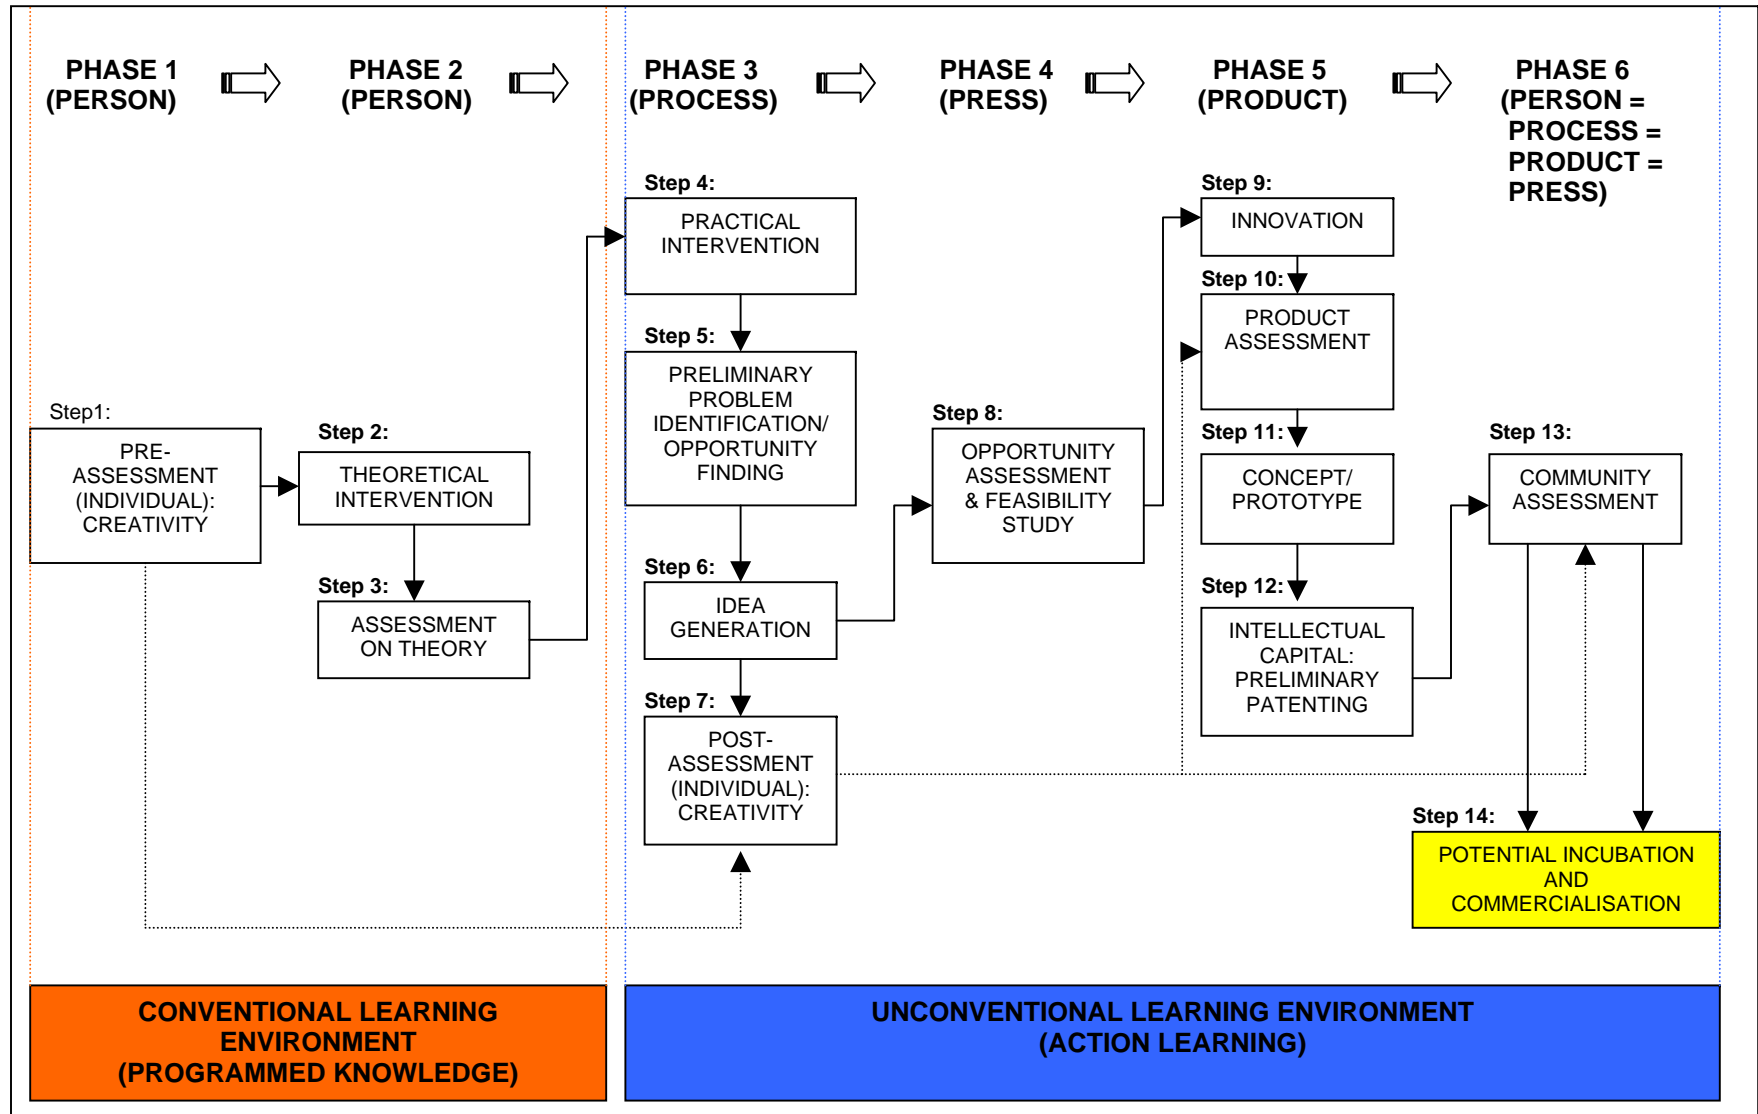 PHASE 1
(PERSON)
PHASE 2
(PERSON)
PHASE 3
(PROCESS)
PHASE 4
(PRESS)
PHASE 5
(PRODUCT)
PHASE 6
(PERSON =
PROCESS =
PRODUCT =
PRESS)
Step1:
PRE-
ASSESSMENT
(INDIVIDUAL):
CREATIVITY
Step 2:
THEORETICAL
INTERVENTION
Step 3:
ASSESSMENT
ON THEORY
Step 4:
PRACTICAL
INTERVENTION
Step 5:
PRELIMINARY
PROBLEM
IDENTIFICATION/
OPPORTUNITY
FINDING
Step 6:
IDEA
GENERATION
Step 7:
POST-
ASSESSMENT
(INDIVIDUAL):
CREATIVITY
Step 8:
OPPORTUNITY
ASSESSMENT
& FEASIBILITY
STUDY
Step 9:
INNOVATION
Step 10:
PRODUCT
ASSESSMENT
Step 11:
CONCEPT/
PROTOTYPE
Step 12:
INTELLECTUAL
CAPITAL:
PRELIMINARY
PATENTING
Step 13:
COMMUNITY
ASSESSMENT
Step 14:
POTENTIAL INCUBATION
AND
COMMERCIALISATION
CONVENTIONAL LEARNING
ENVIRONMENT
(PROGRAMMED KNOWLEDGE)
UNCONVENTIONAL LEARNING ENVIRONMENT
(ACTION LEARNING)